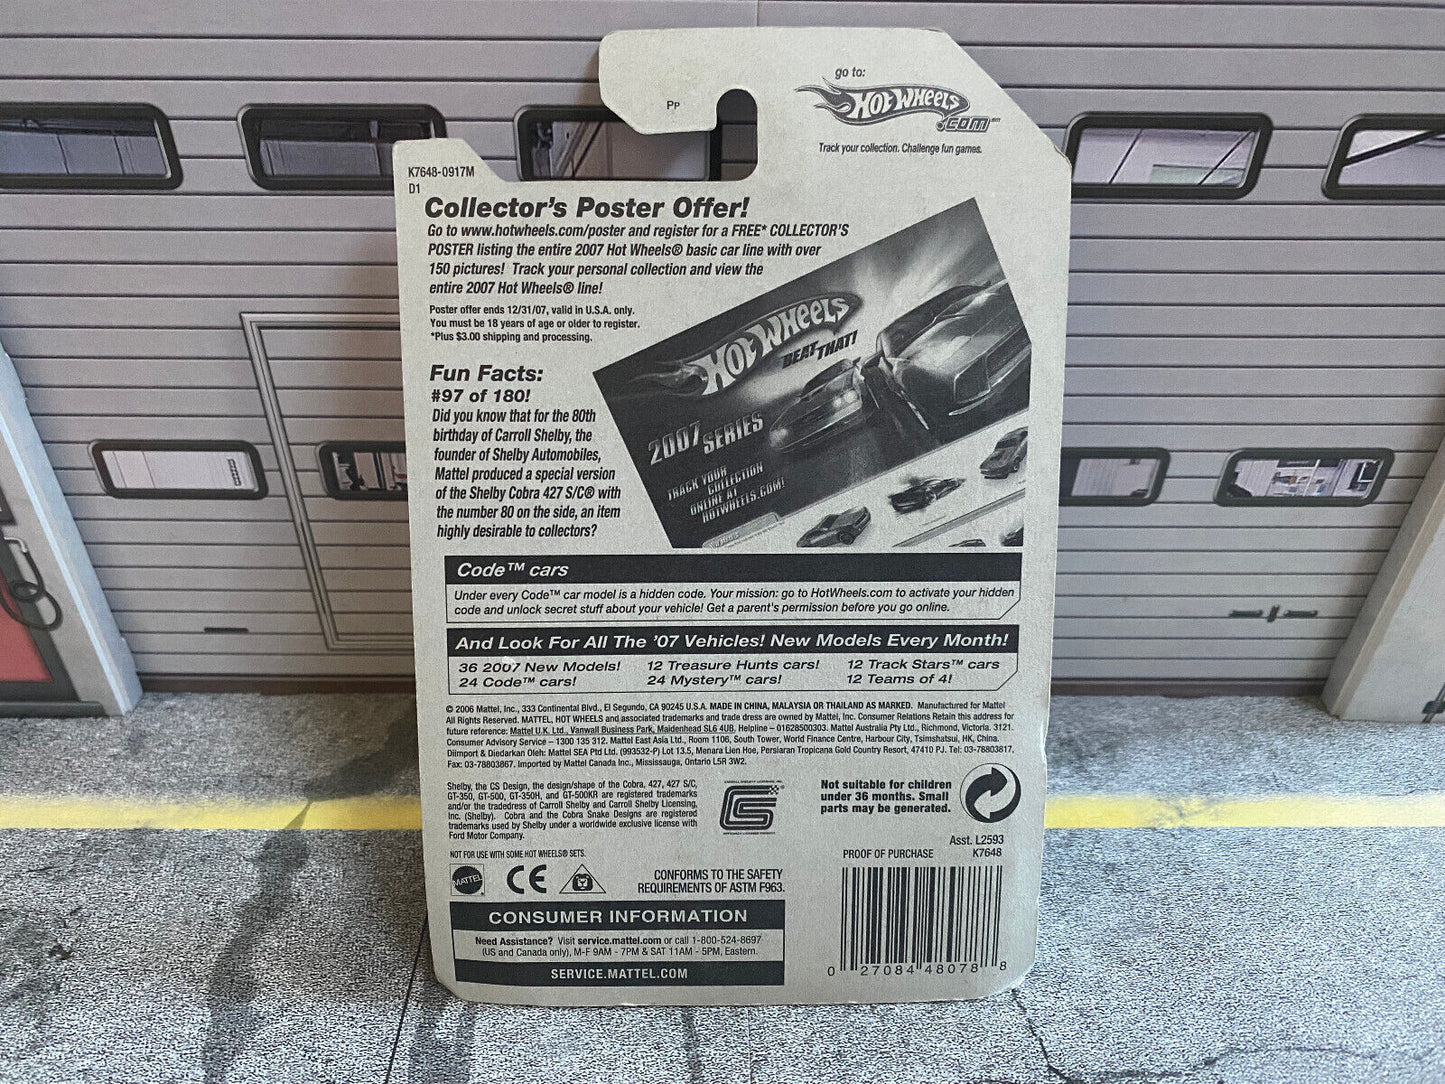 Pp
go to:
HOT WHEELS
.com™
Track your collection. Challenge fun games.
K7648-0917M
D1
Collector's Poster Offer!
Go to www.hotwheels.com/poster and register for a FREE* COLLECTOR'S
POSTER listing the entire 2007 Hot Wheels® basic car line with over
150 pictures! Track your personal collection and view the
entire 2007 Hot Wheels® line!
Poster offer ends 12/31/07, valid in U.S.A. only.
You must be 18 years of age or older to register.
*Plus $3.00 shipping and processing.
HOT WHEELS
BEAT THAT!
2007 SERIES
TRACK YOUR
COLLECTION
ONLINE AT
HOTWHEELS.COM!
Fun Facts:
#97 of 180!
Did you know that for the 80th
birthday of Carroll Shelby, the
founder of Shelby Automobiles,
Mattel produced a special version
of the Shelby Cobra 427 S/C® with
the number 80 on the side, an item
highly desirable to collectors?
Code™ cars
Under every Code™ car model is a hidden code. Your mission: go to HotWheels.com to activate your hidden
code and unlock secret stuff about your vehicle! Get a parent's permission before you go online.
And Look For All The '07 Vehicles! New Models Every Month!
36 2007 New Models! 12 Treasure Hunts cars! 12 Track Stars™ cars
24 Code™ cars! 24 Mystery™ cars! 12 Teams of 4!
© 2006 Mattel, Inc., 333 Continental Blvd., El Segundo, CA 90245 U.S.A. MADE IN CHINA, MALAYSIA OR THAILAND AS MARKED. Manufactured for Mattel
All Rights Reserved. MATTEL, HOT WHEELS and associated trademarks and trade dress are owned by Mattel, Inc. Consumer Relations Retain this address for
future reference: Mattel U.K. Ltd., Vanwall Business Park, Maidenhead SL6 4UB. Helpline – 01628500303. Mattel Australia Pty Ltd., Richmond, Victoria. 3121.
Consumer Advisory Service – 1300 135 312. Mattel East Asia Ltd., Room 1106, South Tower, World Finance Centre, Harbour City, Tsimshatsui, HK, China.
Diimport & Diedarkan Oleh: Mattel SEA Ptd Ltd. (993532-P) Lot 13.5, Menara Lien Hoe, Persiaran Tropicana Golf Country Resort, 47410 PJ. Tel: 03-78803817,
Fax: 03-78803867. Imported by Mattel Canada Inc., Mississauga, Ontario L5R 3W2.
Shelby, the CS Design, the design/shape of the Cobra, 427, 427 S/C,
GT-350, GT-500, GT-350H, and GT-500KR are registered trademarks
and/or the tradedress of Carroll Shelby and Carroll Shelby Licensing,
Inc. (Shelby). Cobra and the Cobra Snake Designs are registered
trademarks used by Shelby under a worldwide exclusive license with
Ford Motor Company.
CS
Not suitable for children
under 36 months. Small
parts may be generated.
NOT FOR USE WITH SOME HOT WHEELS® SETS.
MATTEL
CE
CONFORMS TO THE SAFETY
REQUIREMENTS OF ASTM F963.
Asst. L2593
PROOF OF PURCHASE K7648
0 27084 48078 8
CONSUMER INFORMATION
Need Assistance? Visit service.mattel.com or call 1-800-524-8697
(US and Canada only), M-F 9AM - 7PM & SAT 11AM - 5PM, Eastern.
SERVICE.MATTEL.COM